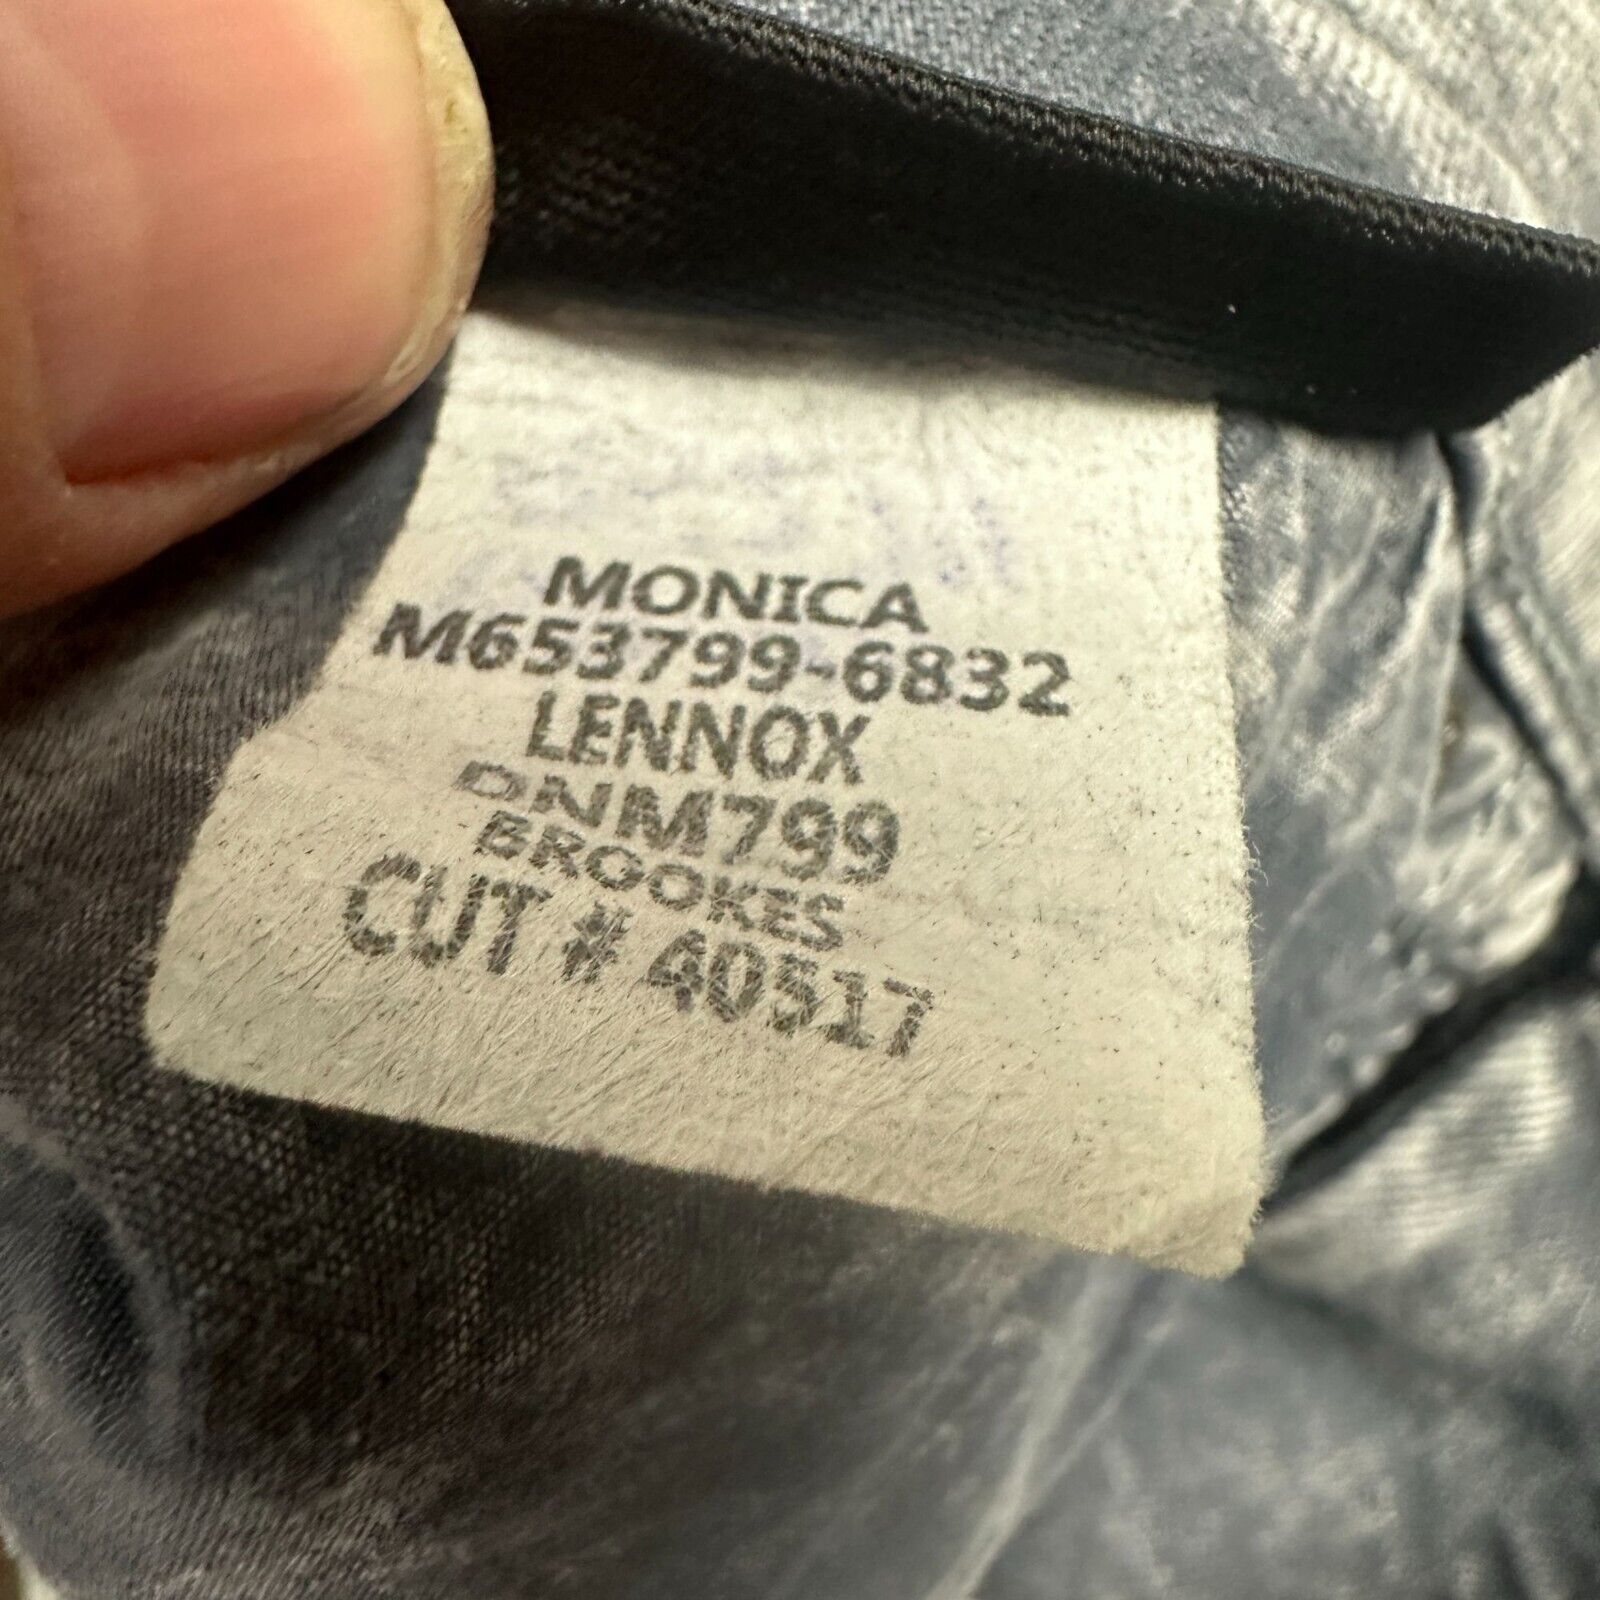 MONICA
M653799-6832
LENNOX
DNM799
BROOKES
CUT # 40517